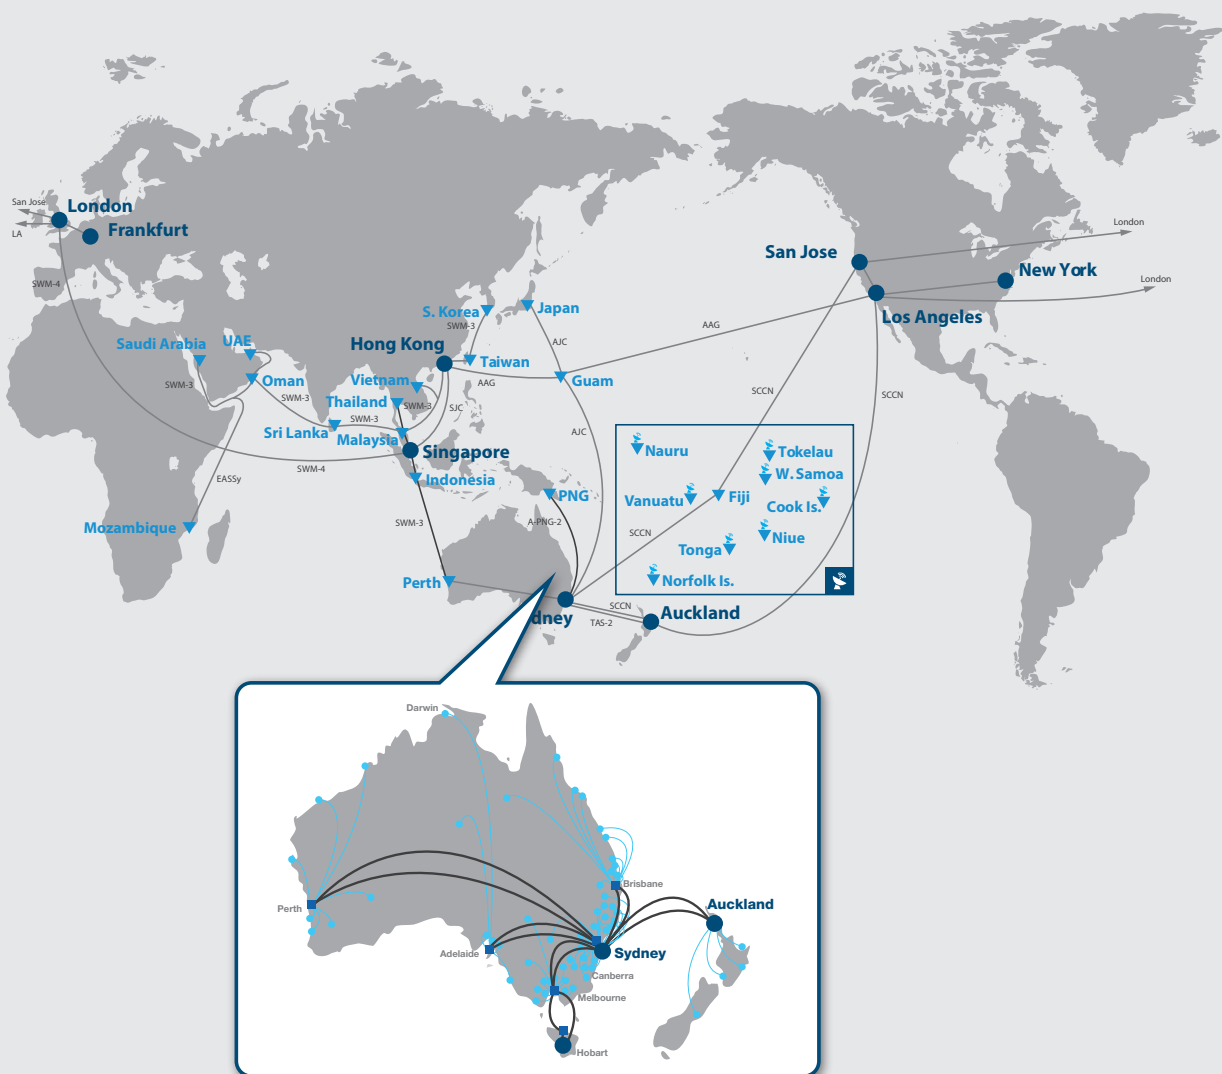 San Jose
London
LA
Frankfurt
San Jose
London
New York
London
Los Angeles
SWM-4
S. Korea
Japan
SWM-3
Saudi Arabia
UAE
Hong Kong
Taiwan
AJC
AAG
Oman
Vietnam
Guam
AAG
SWM-3
SWM-3
Thailand
SWM-3
SJC
SCCN
SCCN
SWM-3
Sri Lanka
Malaysia
AJC
Singapore
Nauru
Tokelau
SWM-4
W. Samoa
EASSy
Indonesia
PNG
Vanuatu
Fiji
Cook Is.
Mozambique
SWM-3
A-PNG-2
SCCN
Niue
Tonga
Perth
Norfolk Is.
SCCN
Auckland
dney
TAS-2
Darwin
Brisbane
Perth
Auckland
Adelaide
Sydney
Canberra
Melbourne
Hobart